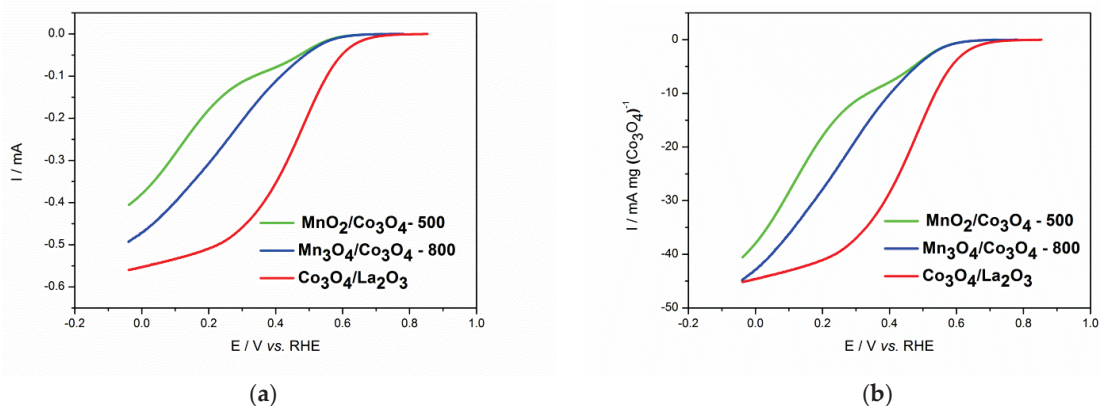 0.0
-0.1
-0.2
-0.3
-0.4
-0.5
-0.6
I / mA
MnO2/Co3O4- 500
Mn3O4/Co3O4 - 800
Co3O4/La2O3
-0.2 0.0 0.2 0.4 0.6 0.8 1.0
E / V vs. RHE
(a)
0
-10
-20
-30
-40
-50
I / mA mg (Co3O4)-1
MnO2/Co3O4 - 500
Mn3O4/Co3O4 - 800
Co3O4/La2O3
-0.2 0.0 0.2 0.4 0.6 0.8 1.0
E / V vs. RHE
(b)